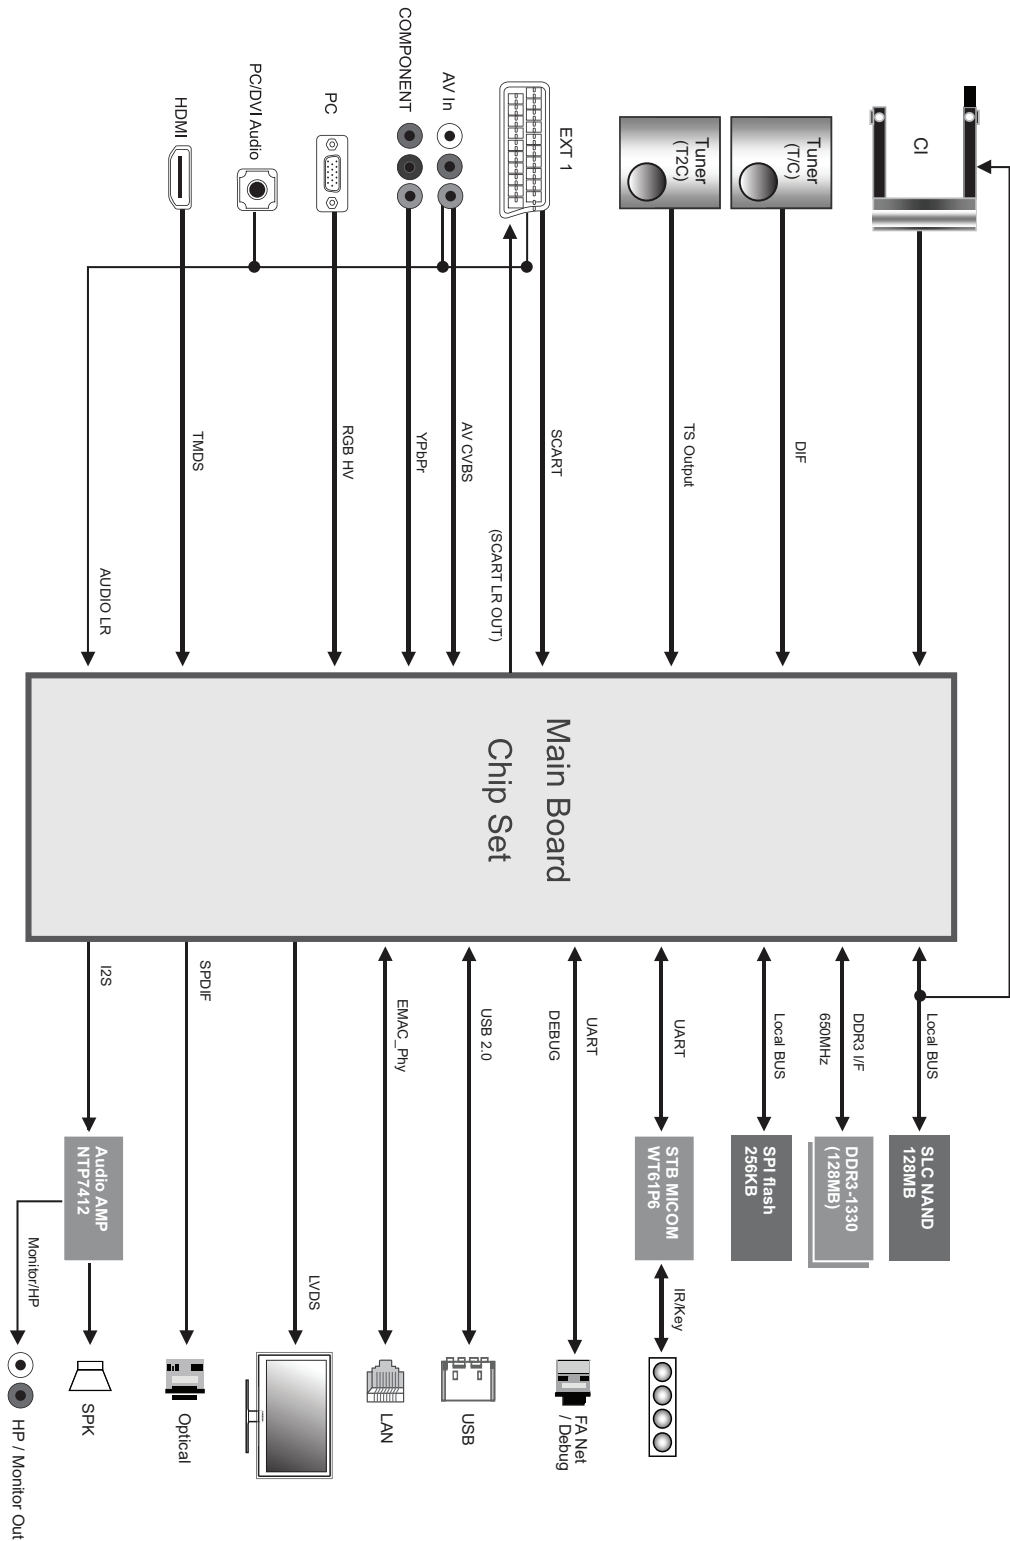 CI
Tuner
(T/C)
DIF
Tuner
(T2C)
TS Output
EXT 1
SCART
(SCART LR OUT)
AV In
AV CVBS
COMPONENT
YPbPr
PC
RGB HV
PC/DVI Audio
HDMI
TMDS
AUDIO LR
Main Board
Chip Set
Local BUS
SLC NAND
128MB
DDR3 I/F
650MHz
DDR3-1330
(128MB)
Local BUS
SPI flash
256KB
UART
STB MICOM
WT61P6
IR/Key
UART
DEBUG
FA Net
/ Debug
USB 2.0
USB
EMAC_Phy
LAN
LVDS
SPDIF
Optical
I2S
Audio AMP
NTP7412
SPK
Monitor/HP
HP / Monitor Out